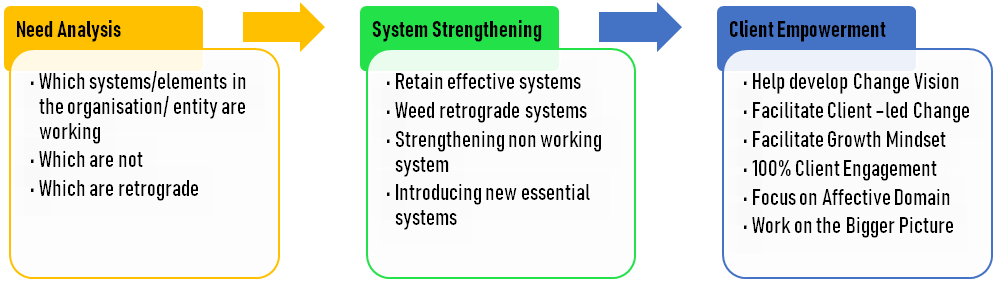 Need Analysis
· Which systems/elements in
the organisation/ entity are
working
· Which are not
· Which are retrograde
System Strengthening
· Retain effective systems
· Weed retrograde systems
· Strengthening non working
system
· Introducing new essential
systems
Client Empowerment
· Help develop Change Vision
· Facilitate Client –led Change
· Facilitate Growth Mindset
· 100% Client Engagement
· Focus on Affective Domain
· Work on the Bigger Picture